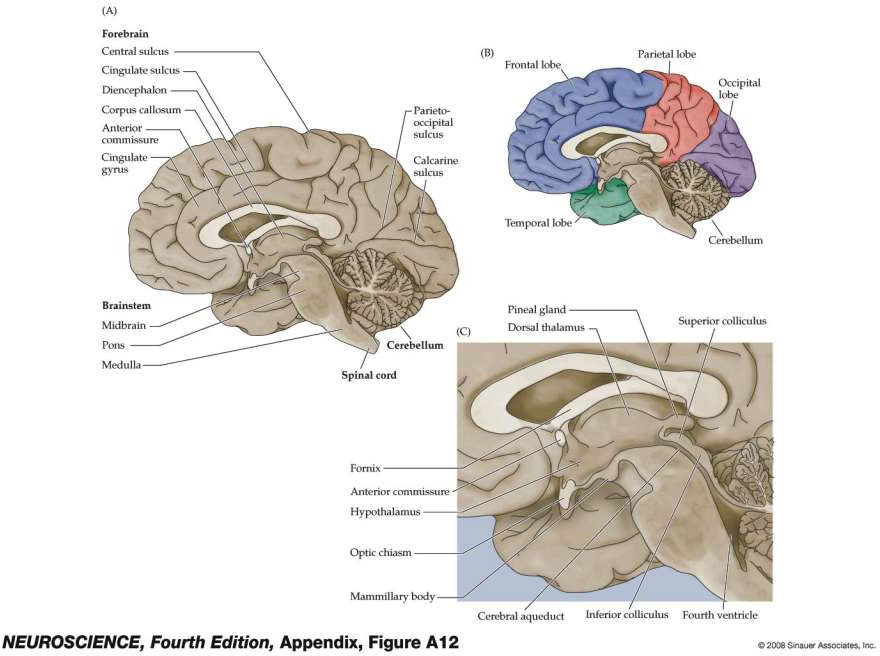 (A)
Forebrain
Central sulcus
Cingulate sulcus
Diencephalon
Corpus callosum
Anterior
commissure
Cingulate
gyrus
Parieto-
occipital
sulcus
Calcarine
sulcus
Brainstem
Midbrain
Pons
Medulla
Cerebellum
Spinal cord
(B)
Frontal lobe
Parietal lobe
Occipital
lobe
Temporal lobe
Cerebellum
(C)
Pineal gland
Dorsal thalamus
Superior colliculus
Fornix
Anterior commissure
Hypothalamus
Optic chiasm
Mammillary body
Cerebral aqueduct
Inferior colliculus
Fourth ventricle
NEUROSCIENCE, Fourth Edition, Appendix, Figure A12
© 2008 Sinauer Associates, Inc.